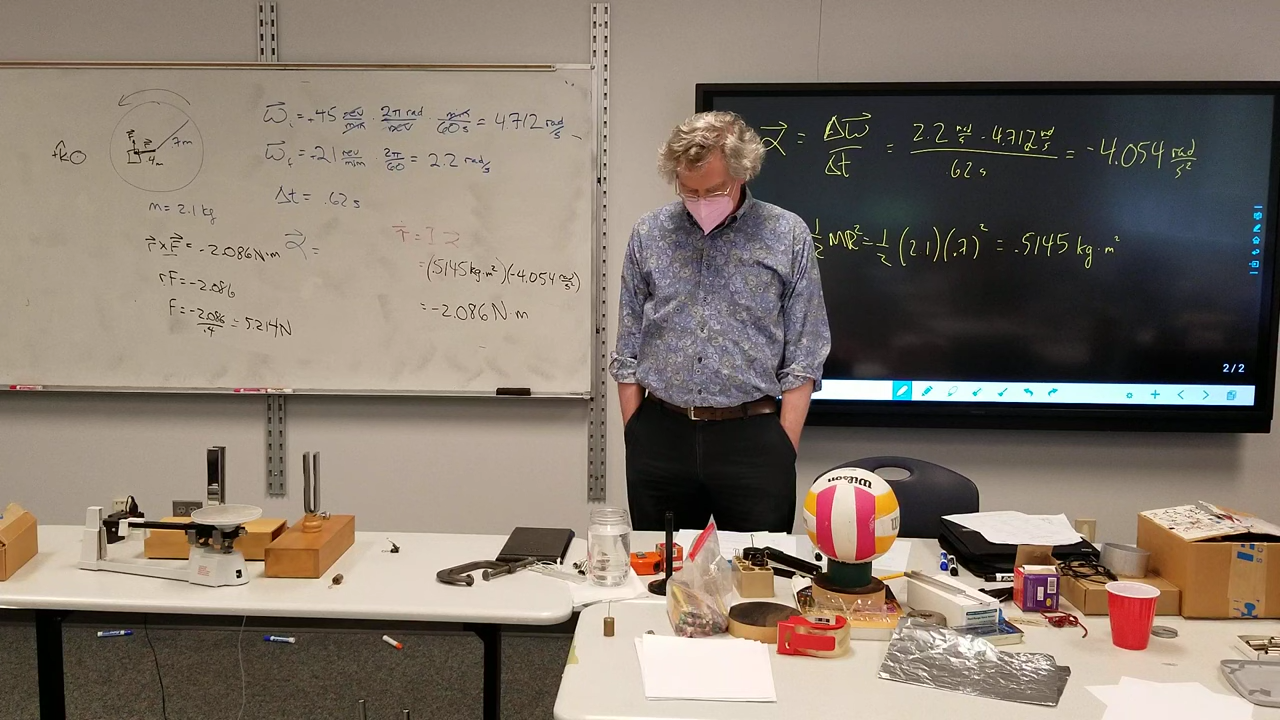 ω⃗ᵢ = .45 rev/min · 2π rad/rev · min/60 s = 4.712 rad/s
ω⃗f = .21 rev/min · 2π/60 = 2.2 rad/s
Δt = .62 s
+k
F
r
.4m
.7m
m = 2.1 kg
r⃗ x F⃗ = -2.086 N·m
rF = -2.086
F = -2.086/.4 = 5.214 N
α⃗ =
τ⃗ = I α⃗
= (.5145 kg·m²)(-4.054 rad/s²)
= -2.086 N·m
α⃗ = Δω⃗/Δt = 2.2 rad/s - 4.712 rad/s / .62 s = -4.054 rad/s²
1/2 MR² = 1/2 (2.1)(.7)² = .5145 kg·m²
2/2
Wilson